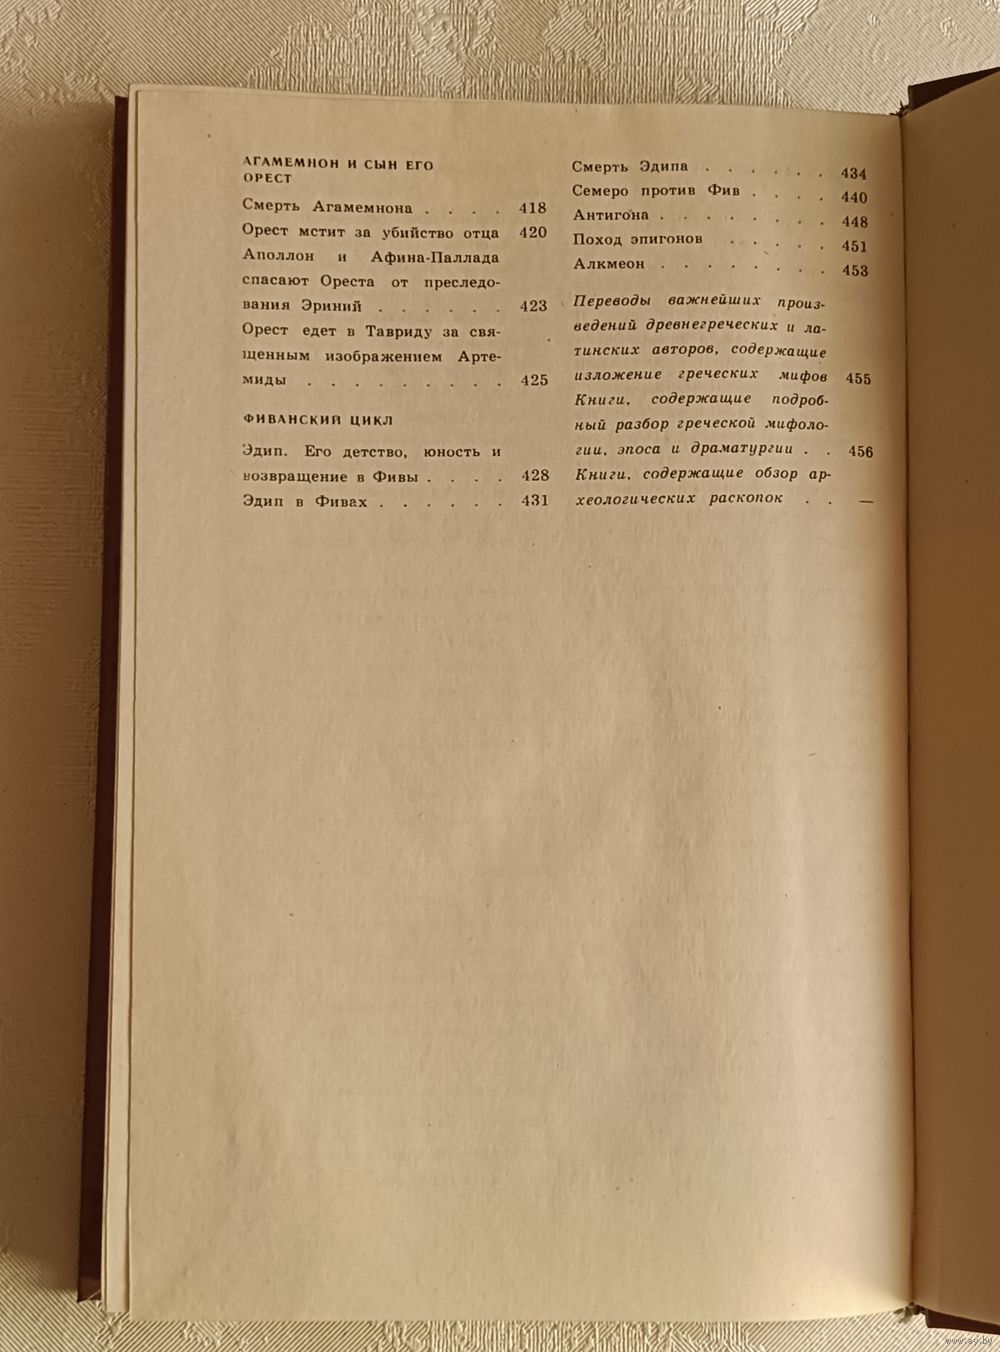 АГАМЕМНОН И СЫН ЕГО
ОРЕСТ
Смерть Агамемнона . . . . 418
Орест мстит за убийство отца 420
Аполлон и Афина-Паллада
спасают Ореста от преследо-
вания Эриний . . . . . . 423
Орест едет в Тавриду за свя-
щенным изображением Арте-
миды . . . . . . . . . 425
ФИВАНСКИЙ ЦИКЛ
Эдип. Его детство, юность и
возвращение в Фивы . . . . 428
Эдип в Фивах . . . . . . 431
Смерть Эдипа . . . . . . 434
Семеро против Фив . . . . 440
Антигона . . . . . . . . 448
Поход эпигонов . . . . . 451
Алкмеон . . . . . . . . 453
Переводы важнейших произ-
ведений древнегреческих и ла-
тинских авторов, содержащие
изложение греческих мифов 455
Книги, содержащие подроб-
ный разбор греческой мифоло-
гии, эпоса и драматургии . . 456
Книги, содержащие обзор ар-
хеологических раскопок . . —
www.ay.by